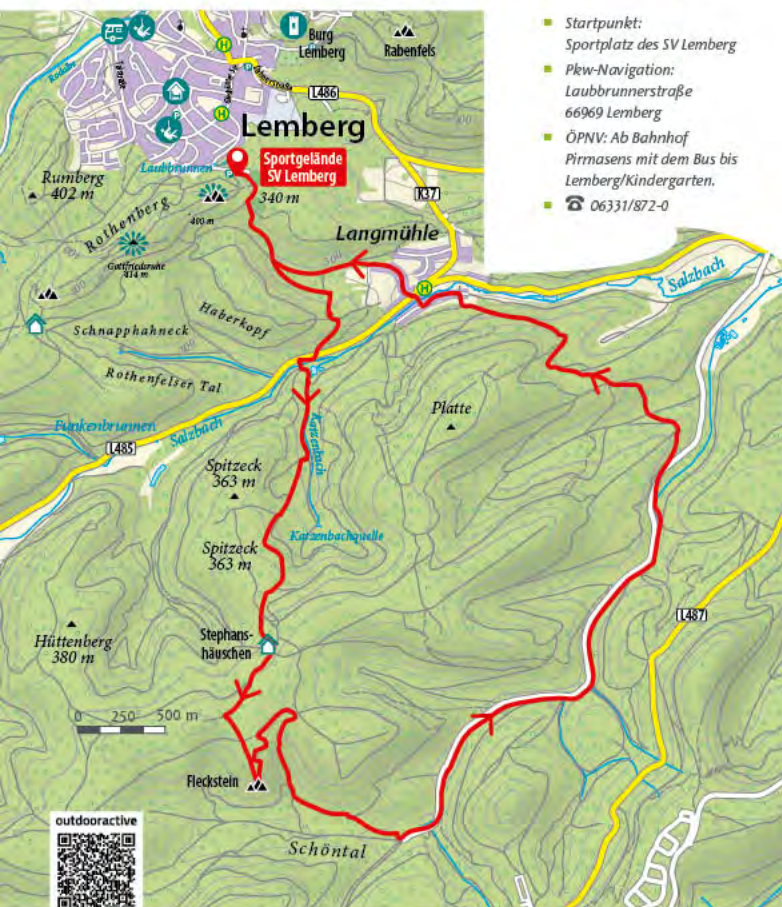 Burg
Lemberg
Rabenfels
L486
Lemberg
Laubbrunnen
Sportgelände
SV Lemberg
340 m
K37
Rumberg
402 m
Rothenberg
400 m
Gottfriedsruhe
414 m
Langmühle
300
Salzbach
Haberkopf
Schnapphahneck
Rothenfelser Tal
Funkenbrunnen
Salzbach
L485
Katzenbach
Platte
Spitzeck
363 m
Katzenbachquelle
Spitzeck
363 m
L487
Hüttenberg
380 m
Stephans-
häuschen
0 250 500 m
Fleckstein
Schöntal
outdooractive
Startpunkt:
Sportplatz des SV Lemberg
Pkw-Navigation:
Laubbrunnerstraße
66969 Lemberg
ÖPNV: Ab Bahnhof
Pirmasens mit dem Bus bis
Lemberg/Kindergarten.
06331/872-0